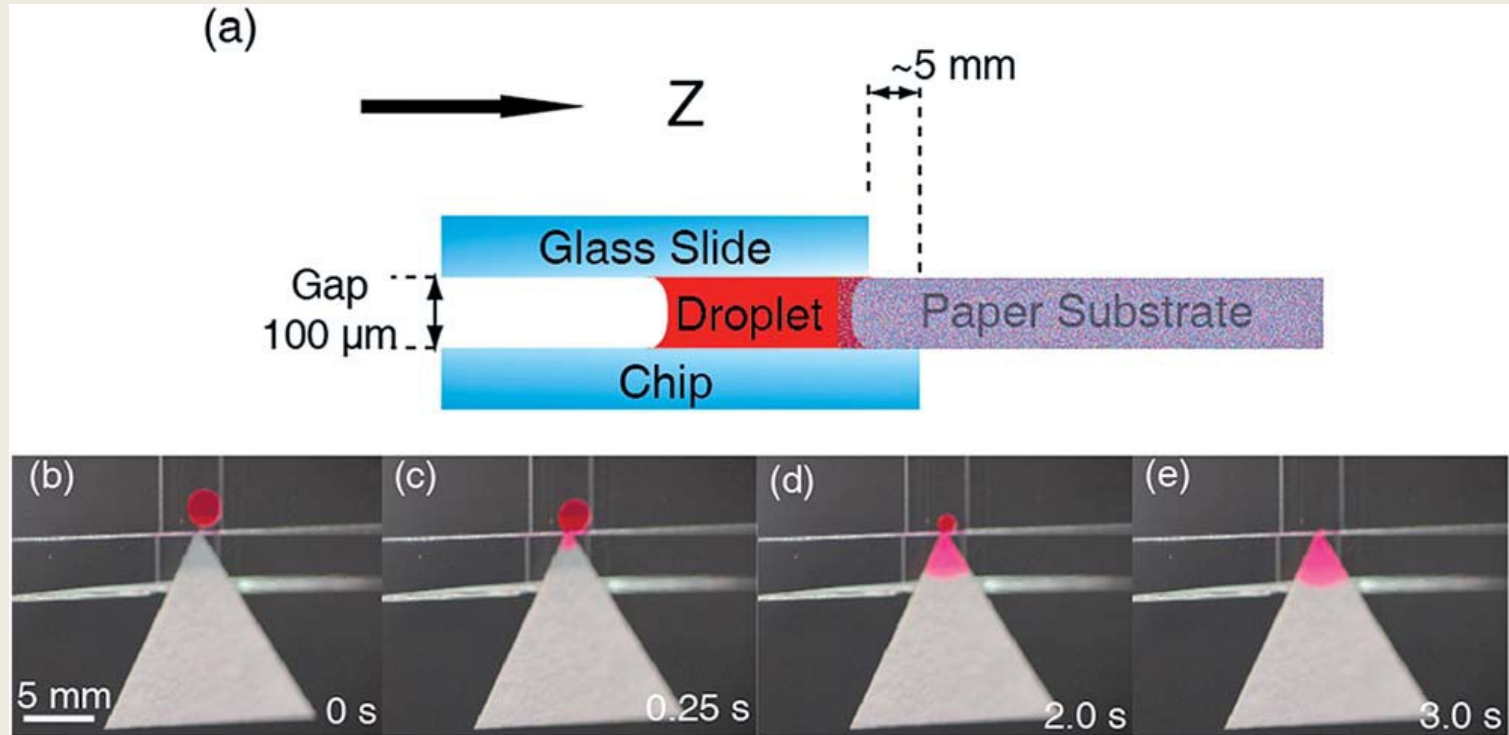 (a)
~5 mm
Z
Glass Slide
Gap
100 µm
Droplet
Paper Substrate
Chip
(b)
(c)
(d)
(e)
5 mm
0 s
0.25 s
2.0 s
3.0 s